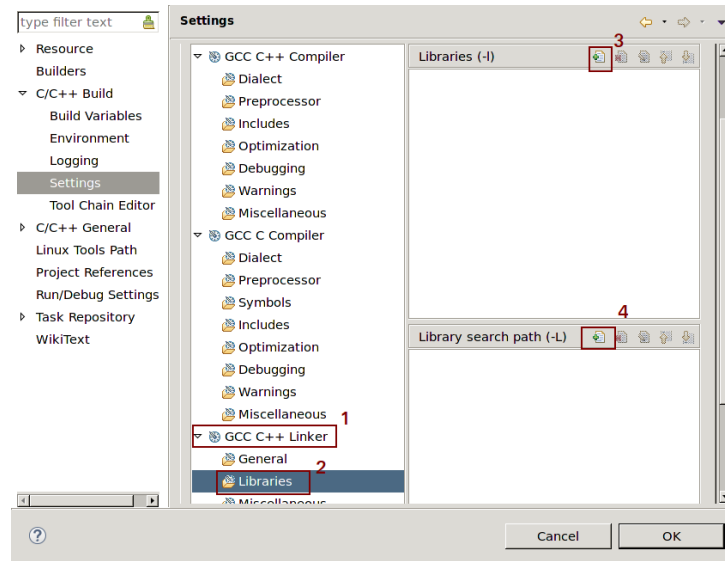 type filter text
Resource
Builders
C/C++ Build
Build Variables
Environment
Logging
Settings
Tool Chain Editor
C/C++ General
Linux Tools Path
Project References
Run/Debug Settings
Task Repository
WikiText
Settings
GCC C++ Compiler
Dialect
Preprocessor
Includes
Optimization
Debugging
Warnings
Miscellaneous
GCC C Compiler
Dialect
Preprocessor
Symbols
Includes
Optimization
Debugging
Warnings
Miscellaneous
1
GCC C++ Linker
General
2
Libraries
Miscellaneous
3
Libraries (-l)
4
Library search path (-L)
Cancel
OK